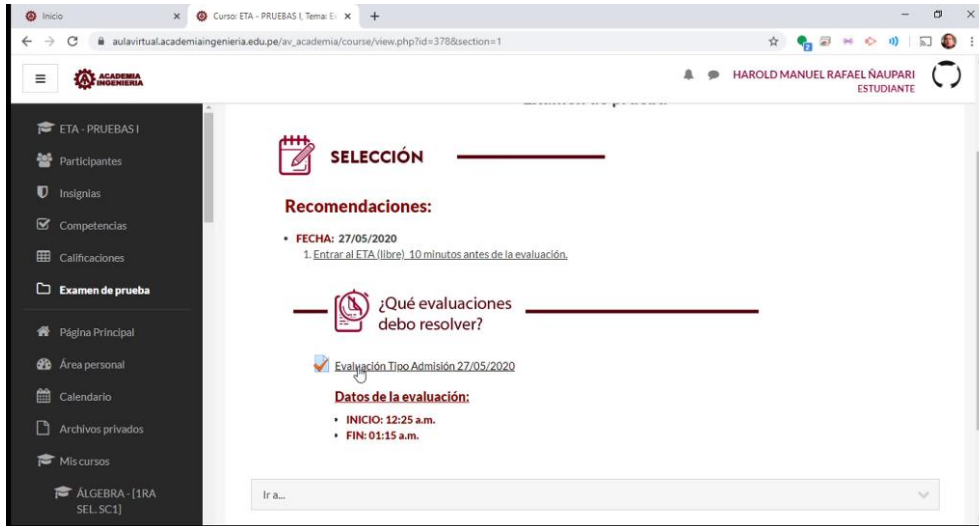 Inicio
Curso: ETA - PRUEBAS I, Tema: E
aulavirtual.academiaingenieria.edu.pe/av_academia/course/view.php?id=378&section=1
ACADEMIA
INGENIERIA
HAROLD MANUEL RAFAEL ÑAUPARI
ESTUDIANTE
ETA - PRUEBAS I
Participantes
Insignias
Competencias
Calificaciones
Examen de prueba
Página Principal
Área personal
Calendario
Archivos privados
Mis cursos
ÁLGEBRA - [1RA
SEL. SC1]
Examen de prueba
SELECCIÓN
Recomendaciones:
• FECHA: 27/05/2020
1. Entrar al ETA (libre) 10 minutos antes de la evaluación.
¿Qué evaluaciones
debo resolver?
Evaluación Tipo Admisión 27/05/2020
Datos de la evaluación:
• INICIO: 12:25 a.m.
• FIN: 01:15 a.m.
Ir a...